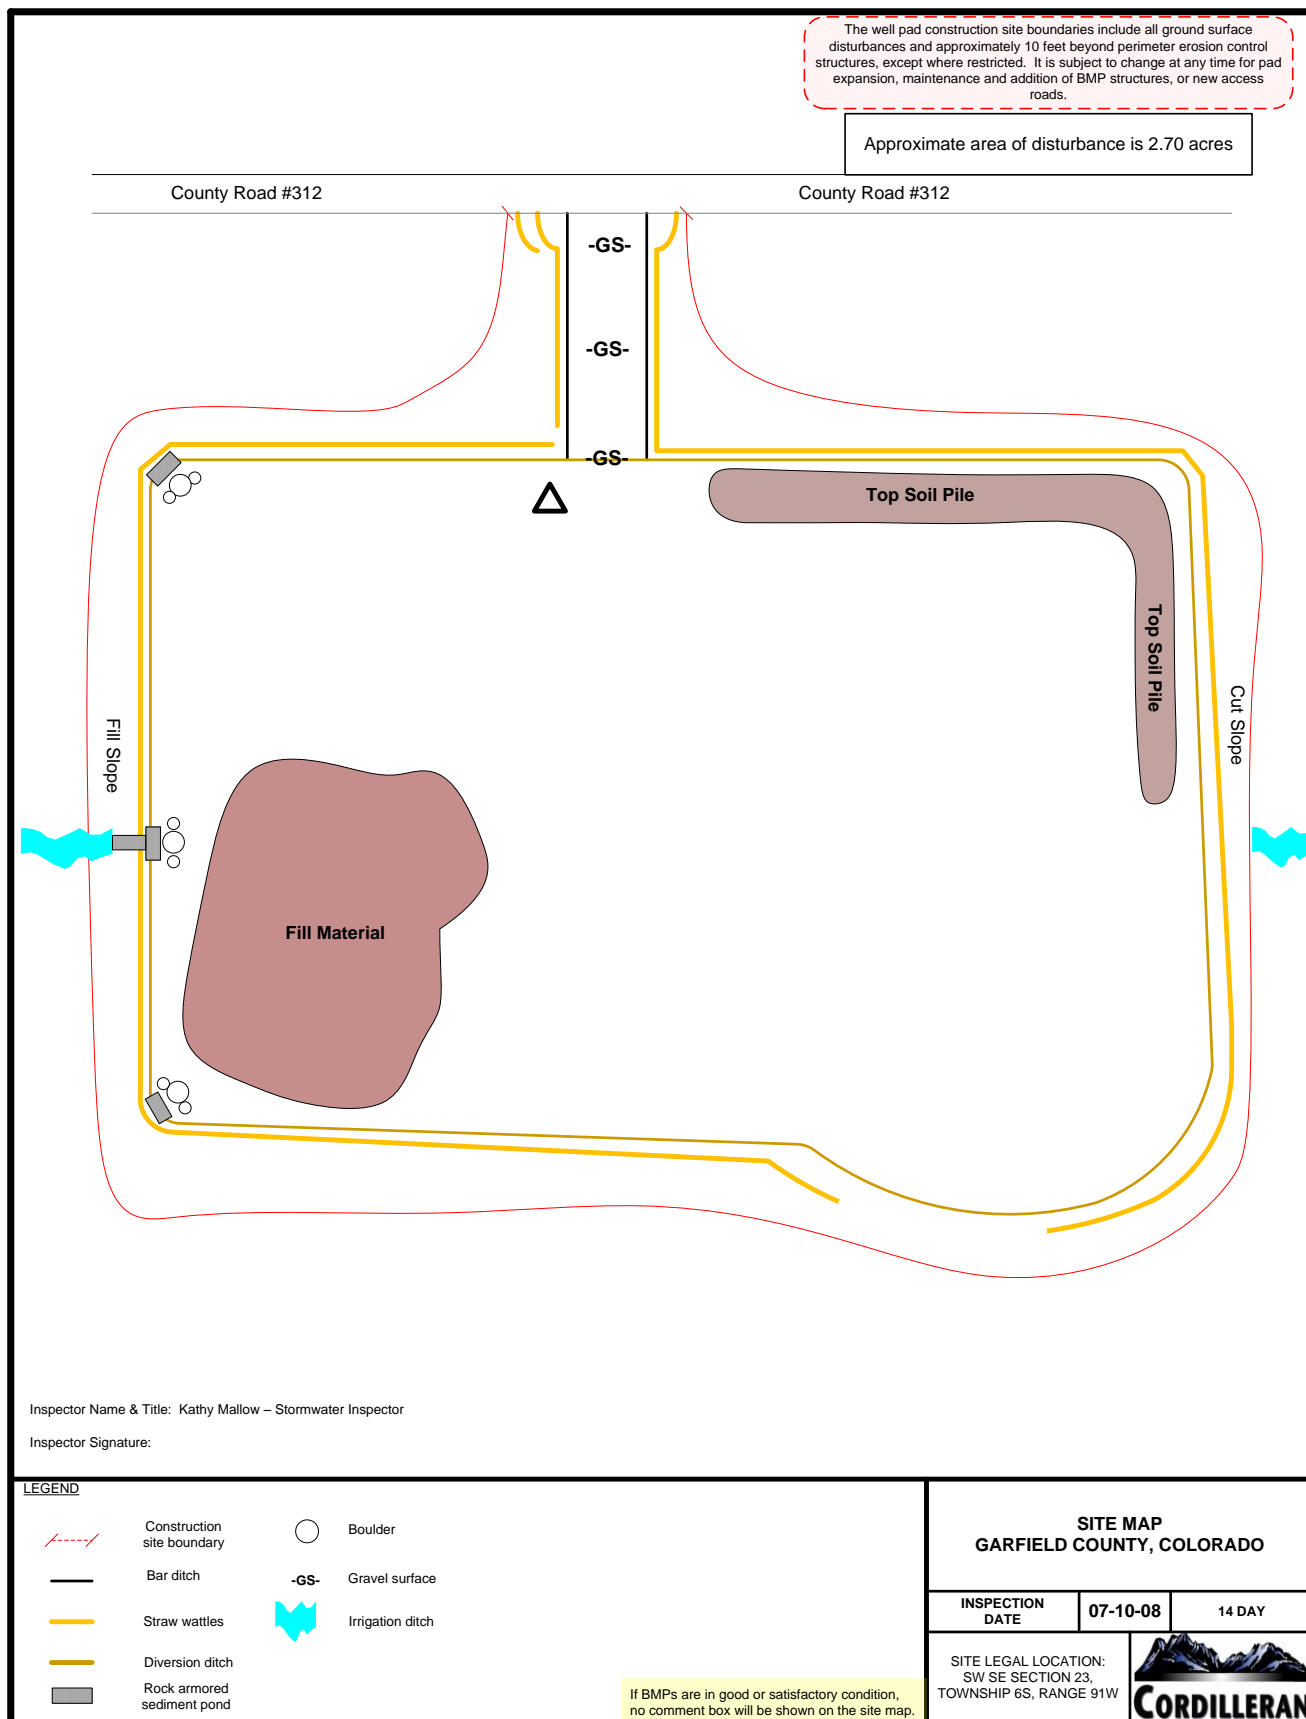 The well pad construction site boundaries include all ground surface
disturbances and approximately 10 feet beyond perimeter erosion control
structures, except where restricted.  It is subject to change at any time for pad
expansion, maintenance and addition of BMP structures, or new access
roads.
Approximate area of disturbance is 2.70 acres
County Road #312
County Road #312
-GS-
-GS-
-GS-
Top Soil Pile
Top Soil Pile
Cut Slope
Fill Slope
Fill Material
Inspector Name & Title:  Kathy Mallow – Stormwater Inspector
Inspector Signature:
LEGEND
Construction
site boundary
Bar ditch
Straw wattles
Diversion ditch
Rock armored
sediment pond
Boulder
-GS-
Gravel surface
Irrigation ditch
If BMPs are in good or satisfactory condition,
no comment box will be shown on the site map.
SITE MAP
GARFIELD COUNTY, COLORADO
INSPECTION
DATE
07-10-08
14 DAY
SITE LEGAL LOCATION:
SW SE SECTION 23,
TOWNSHIP 6S, RANGE 91W
CORDILLERAN